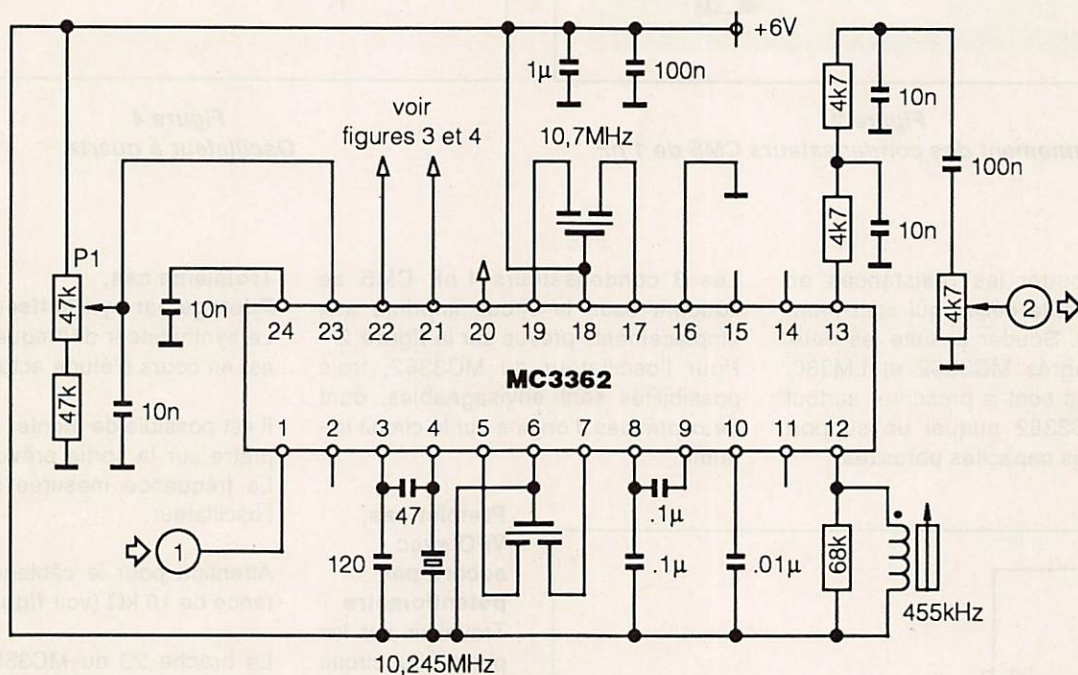 +6V
1µ
100n
voir
figures 3 et 4
10,7MHz
4k7
10n
100n
4k7
10n
P1
47k
10n
4k7
2
24 23 22 21 20 19 18 17 16 15 14 13
MC3362
47k
10n
1 2 3 4 5 6 7 8 9 10 11 12
1
47
120
.1µ
.1µ
.01µ
68k
455kHz
10,245MHz